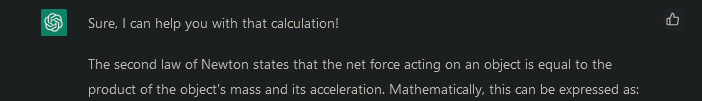 Sure, I can help you with that calculation!
The second law of Newton states that the net force acting on an object is equal to the
product of the object's mass and its acceleration. Mathematically, this can be expressed as: